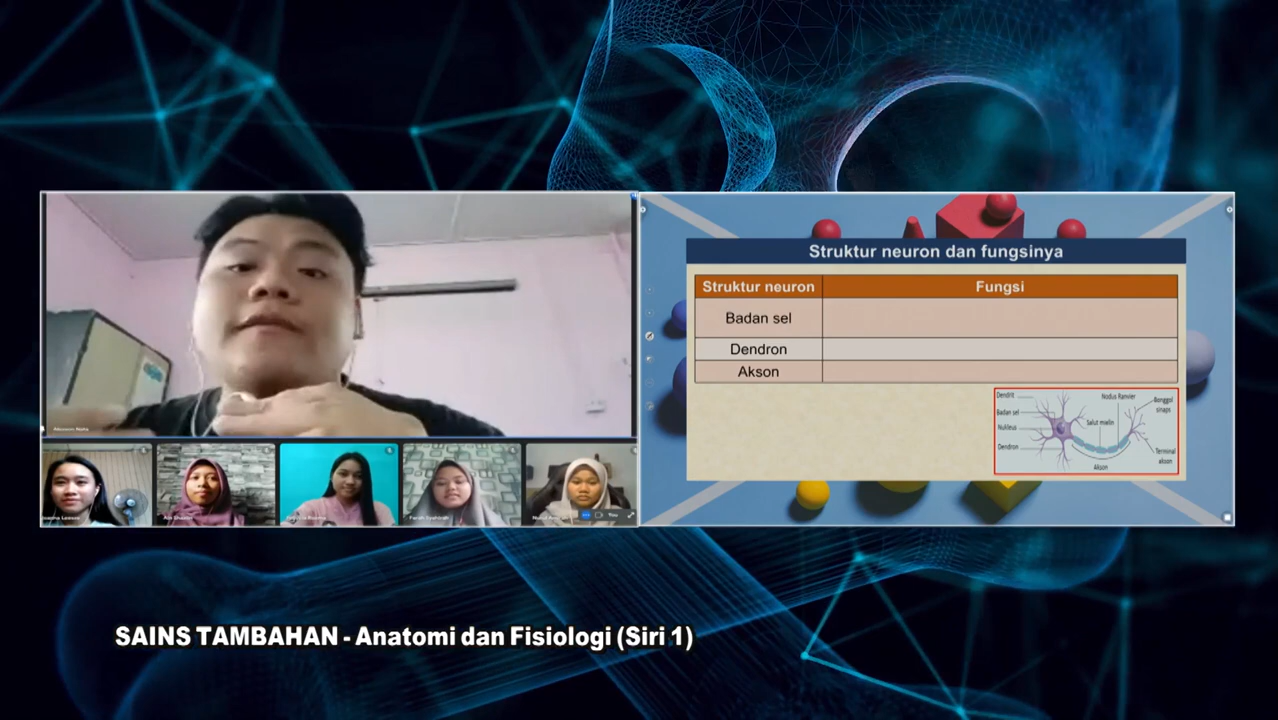 Struktur neuron dan fungsinya
Struktur neuron
Fungsi
Badan sel
Dendron
Akson
Dendrit
Badan sel
Nukleus
Dendron
Nodus Ranvier
Salut mielin
Akson
Bonggol
sinaps
Terminal
akson
You
SAINS TAMBAHAN - Anatomi dan Fisiologi (Siri 1)